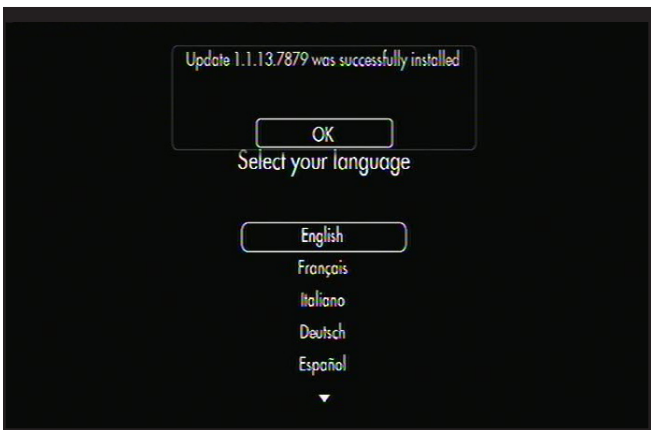 Update 1.1.13.7879 was successfully installed
OK
Select your language
English
Français
Italiano
Deutsch
Español